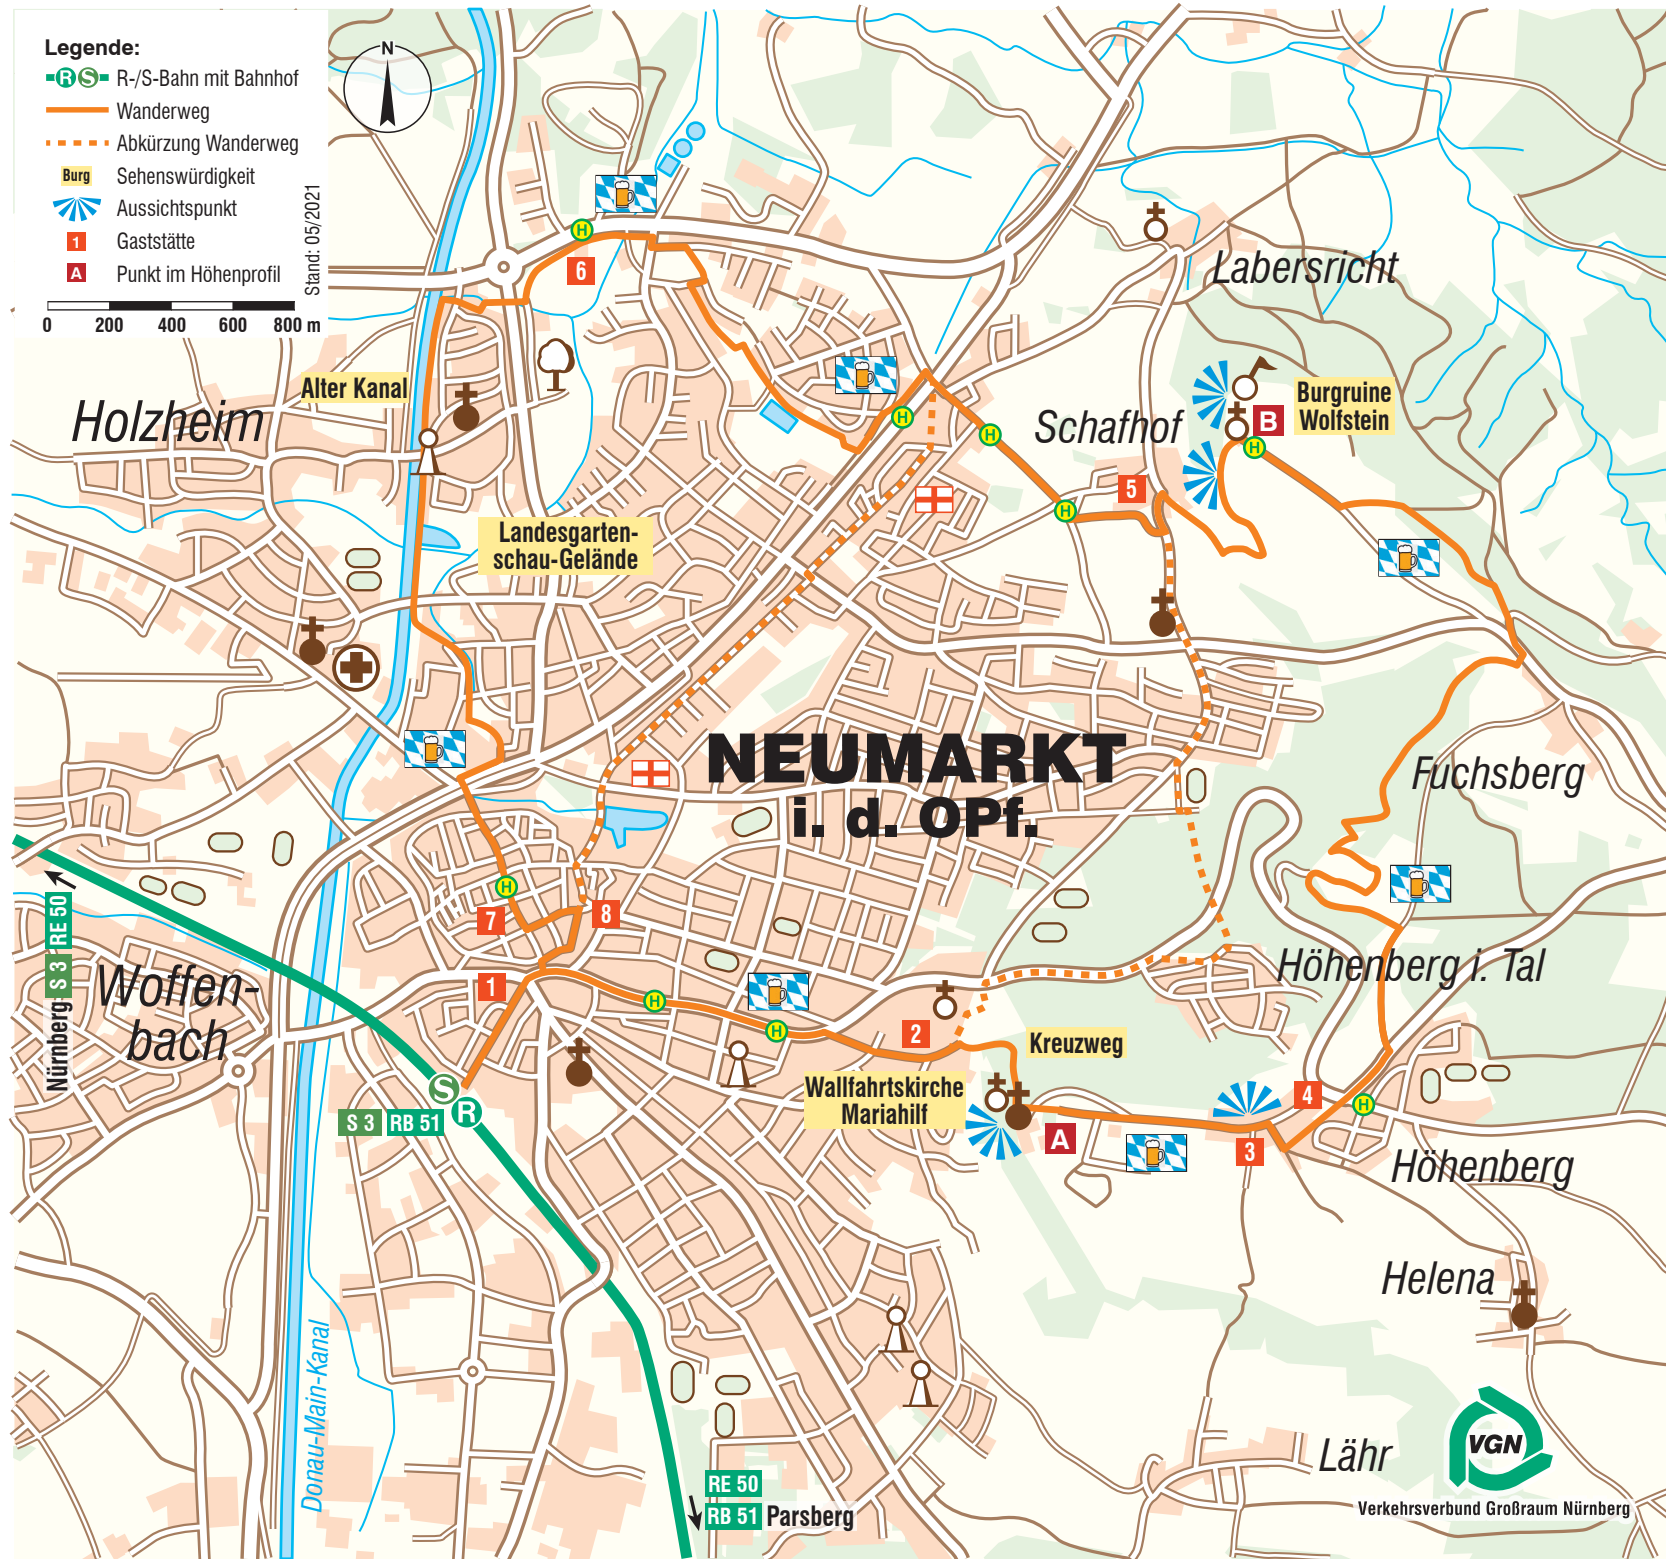 Legende:
R S R-/S-Bahn mit Bahnhof
Wanderweg
Abkürzung Wanderweg
Burg Sehenswürdigkeit
Aussichtspunkt
1 Gaststätte
A Punkt im Höhenprofil
0 200 400 600 800 m
Stand: 05/2021
N
H
6
Labersricht
Alter Kanal
Holzheim
H
H
Schafhof
B
Burgruine
Wolfstein
H
5
H
Landesgarten-
schau-Gelände
NEUMARKT
i. d. OPf.
Fuchsberg
H
7
8
Nürnberg S 3 RE 50
Woffen-
bach
1
H
H
2
Höhenberg i. Tal
Kreuzweg
Wallfahrtskirche
Mariahilf
A
S
R
S 3 RB 51
4
H
3
Höhenberg
Helena
Donau-Main-Kanal
Lähr
VGN
Verkehrsverbund Großraum Nürnberg
RE 50
RB 51 Parsberg